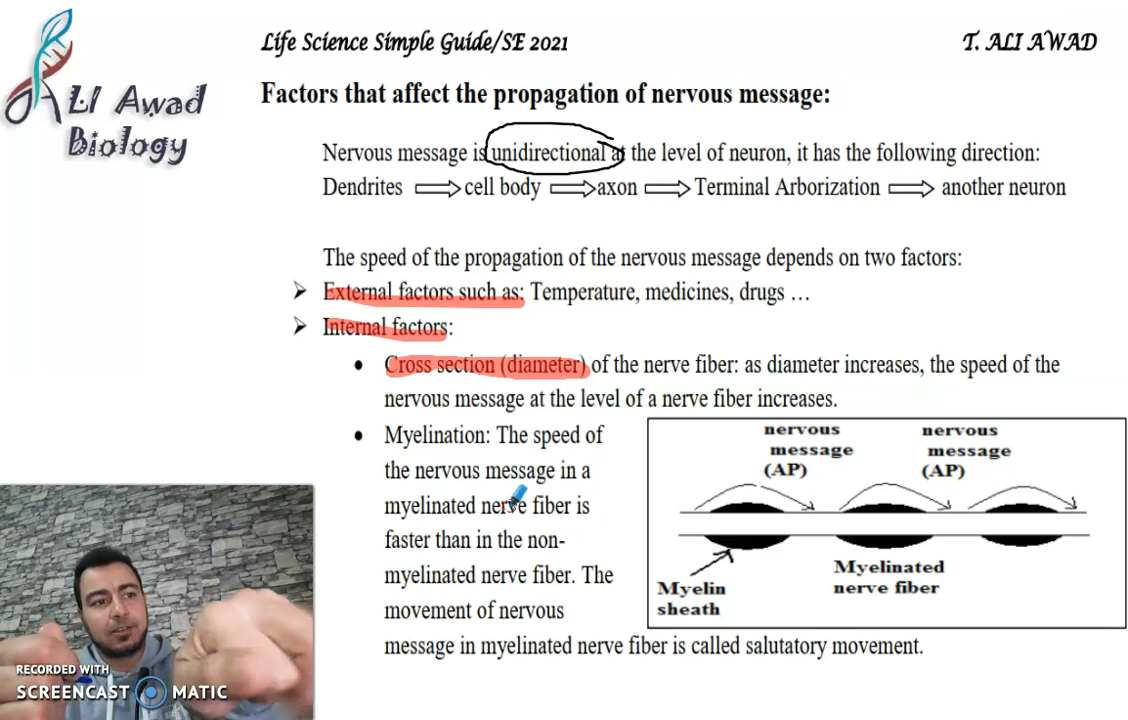 Life Science Simple Guide/SE 2021
T. ALI AWAD
ALI Awad
Biology
Factors that affect the propagation of nervous message:
Nervous message is unidirectional at the level of neuron, it has the following direction:
Dendrites ⇒ cell body ⇒ axon ⇒ Terminal Arborization ⇒ another neuron
The speed of the propagation of the nervous message depends on two factors:
➢ External factors such as: Temperature, medicines, drugs …
➢ Internal factors:
• Cross section (diameter) of the nerve fiber: as diameter increases, the speed of the
nervous message at the level of a nerve fiber increases.
• Myelination: The speed of
the nervous message in a
myelinated nerve fiber is
faster than in the non-
myelinated nerve fiber. The
movement of nervous
message in myelinated nerve fiber is called salutatory movement.
nervous
message
(AP)
nervous
message
(AP)
Myelin
sheath
Myelinated
nerve fiber
RECORDED WITH
SCREENCAST MATIC